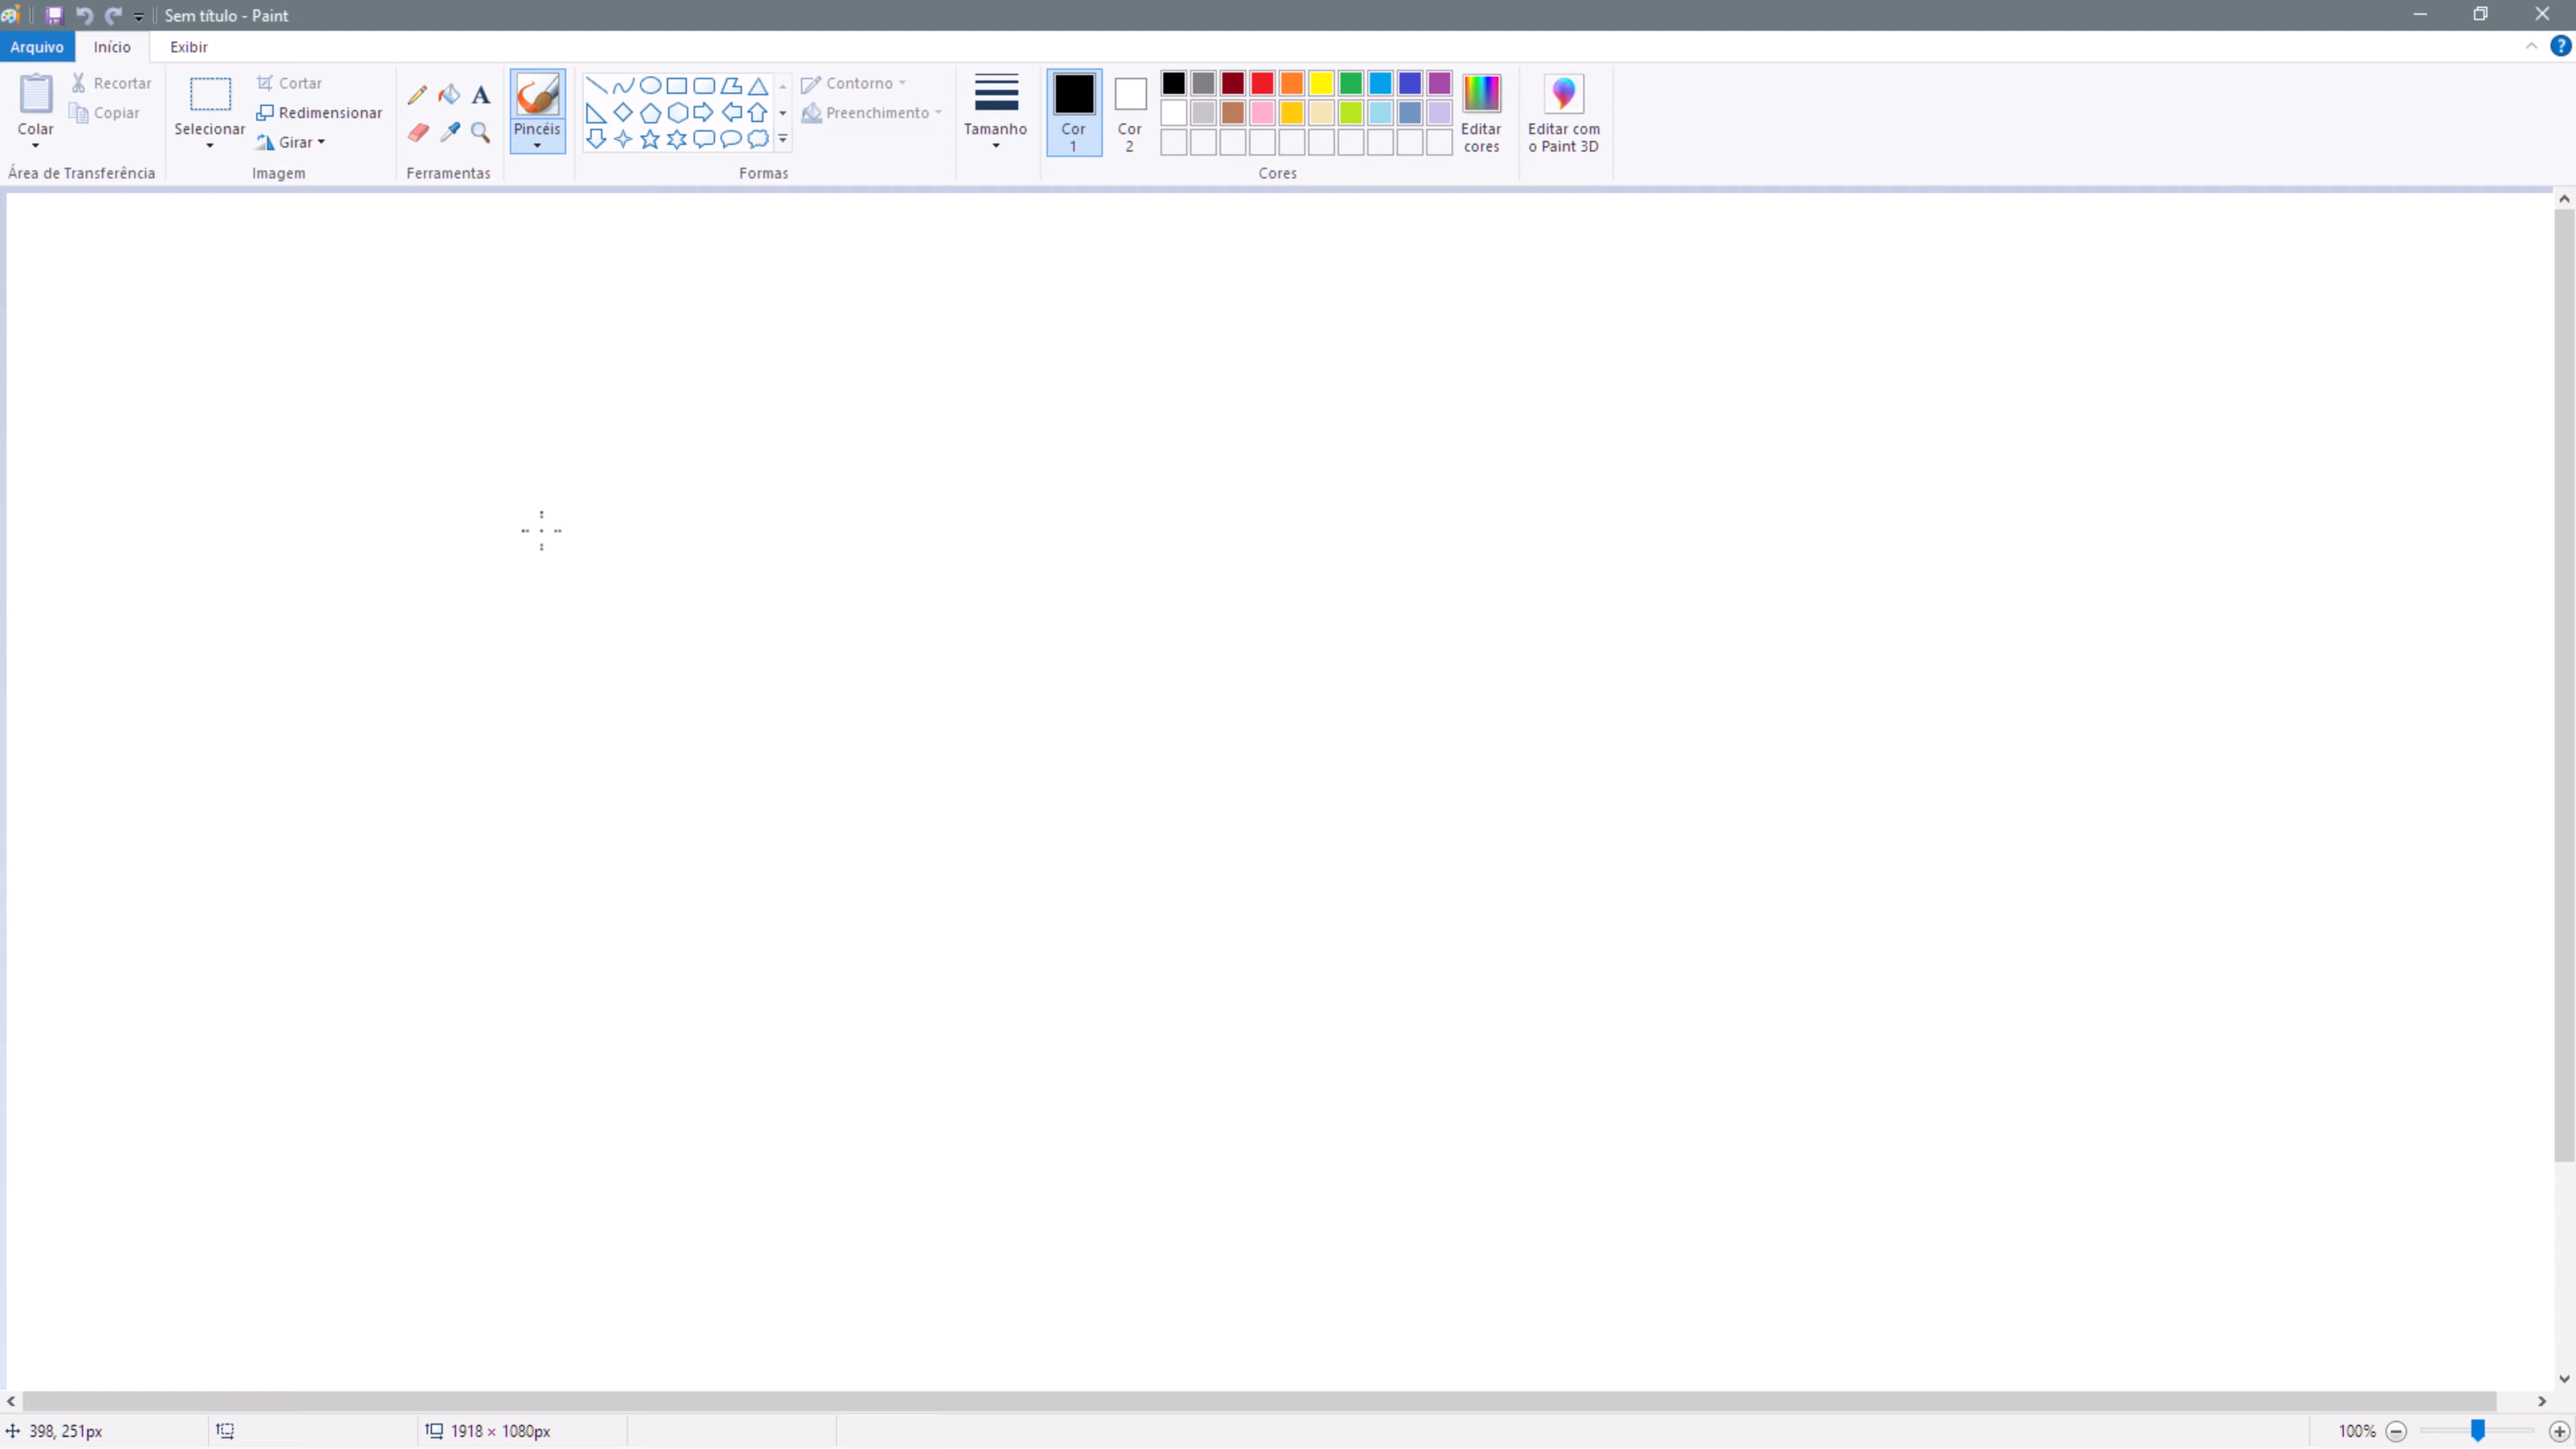 Sem título - Paint
Arquivo Início Exibir
Colar
Recortar
Copiar
Área de Transferência
Selecionar
Cortar
Redimensionar
Girar
Imagem
A
Ferramentas
Pincéis
Contorno
Preenchimento
Formas
Tamanho
Cor
1
Cor
2
Editar
cores
Cores
Editar com
o Paint 3D
398, 251px
1918 × 1080px
100%